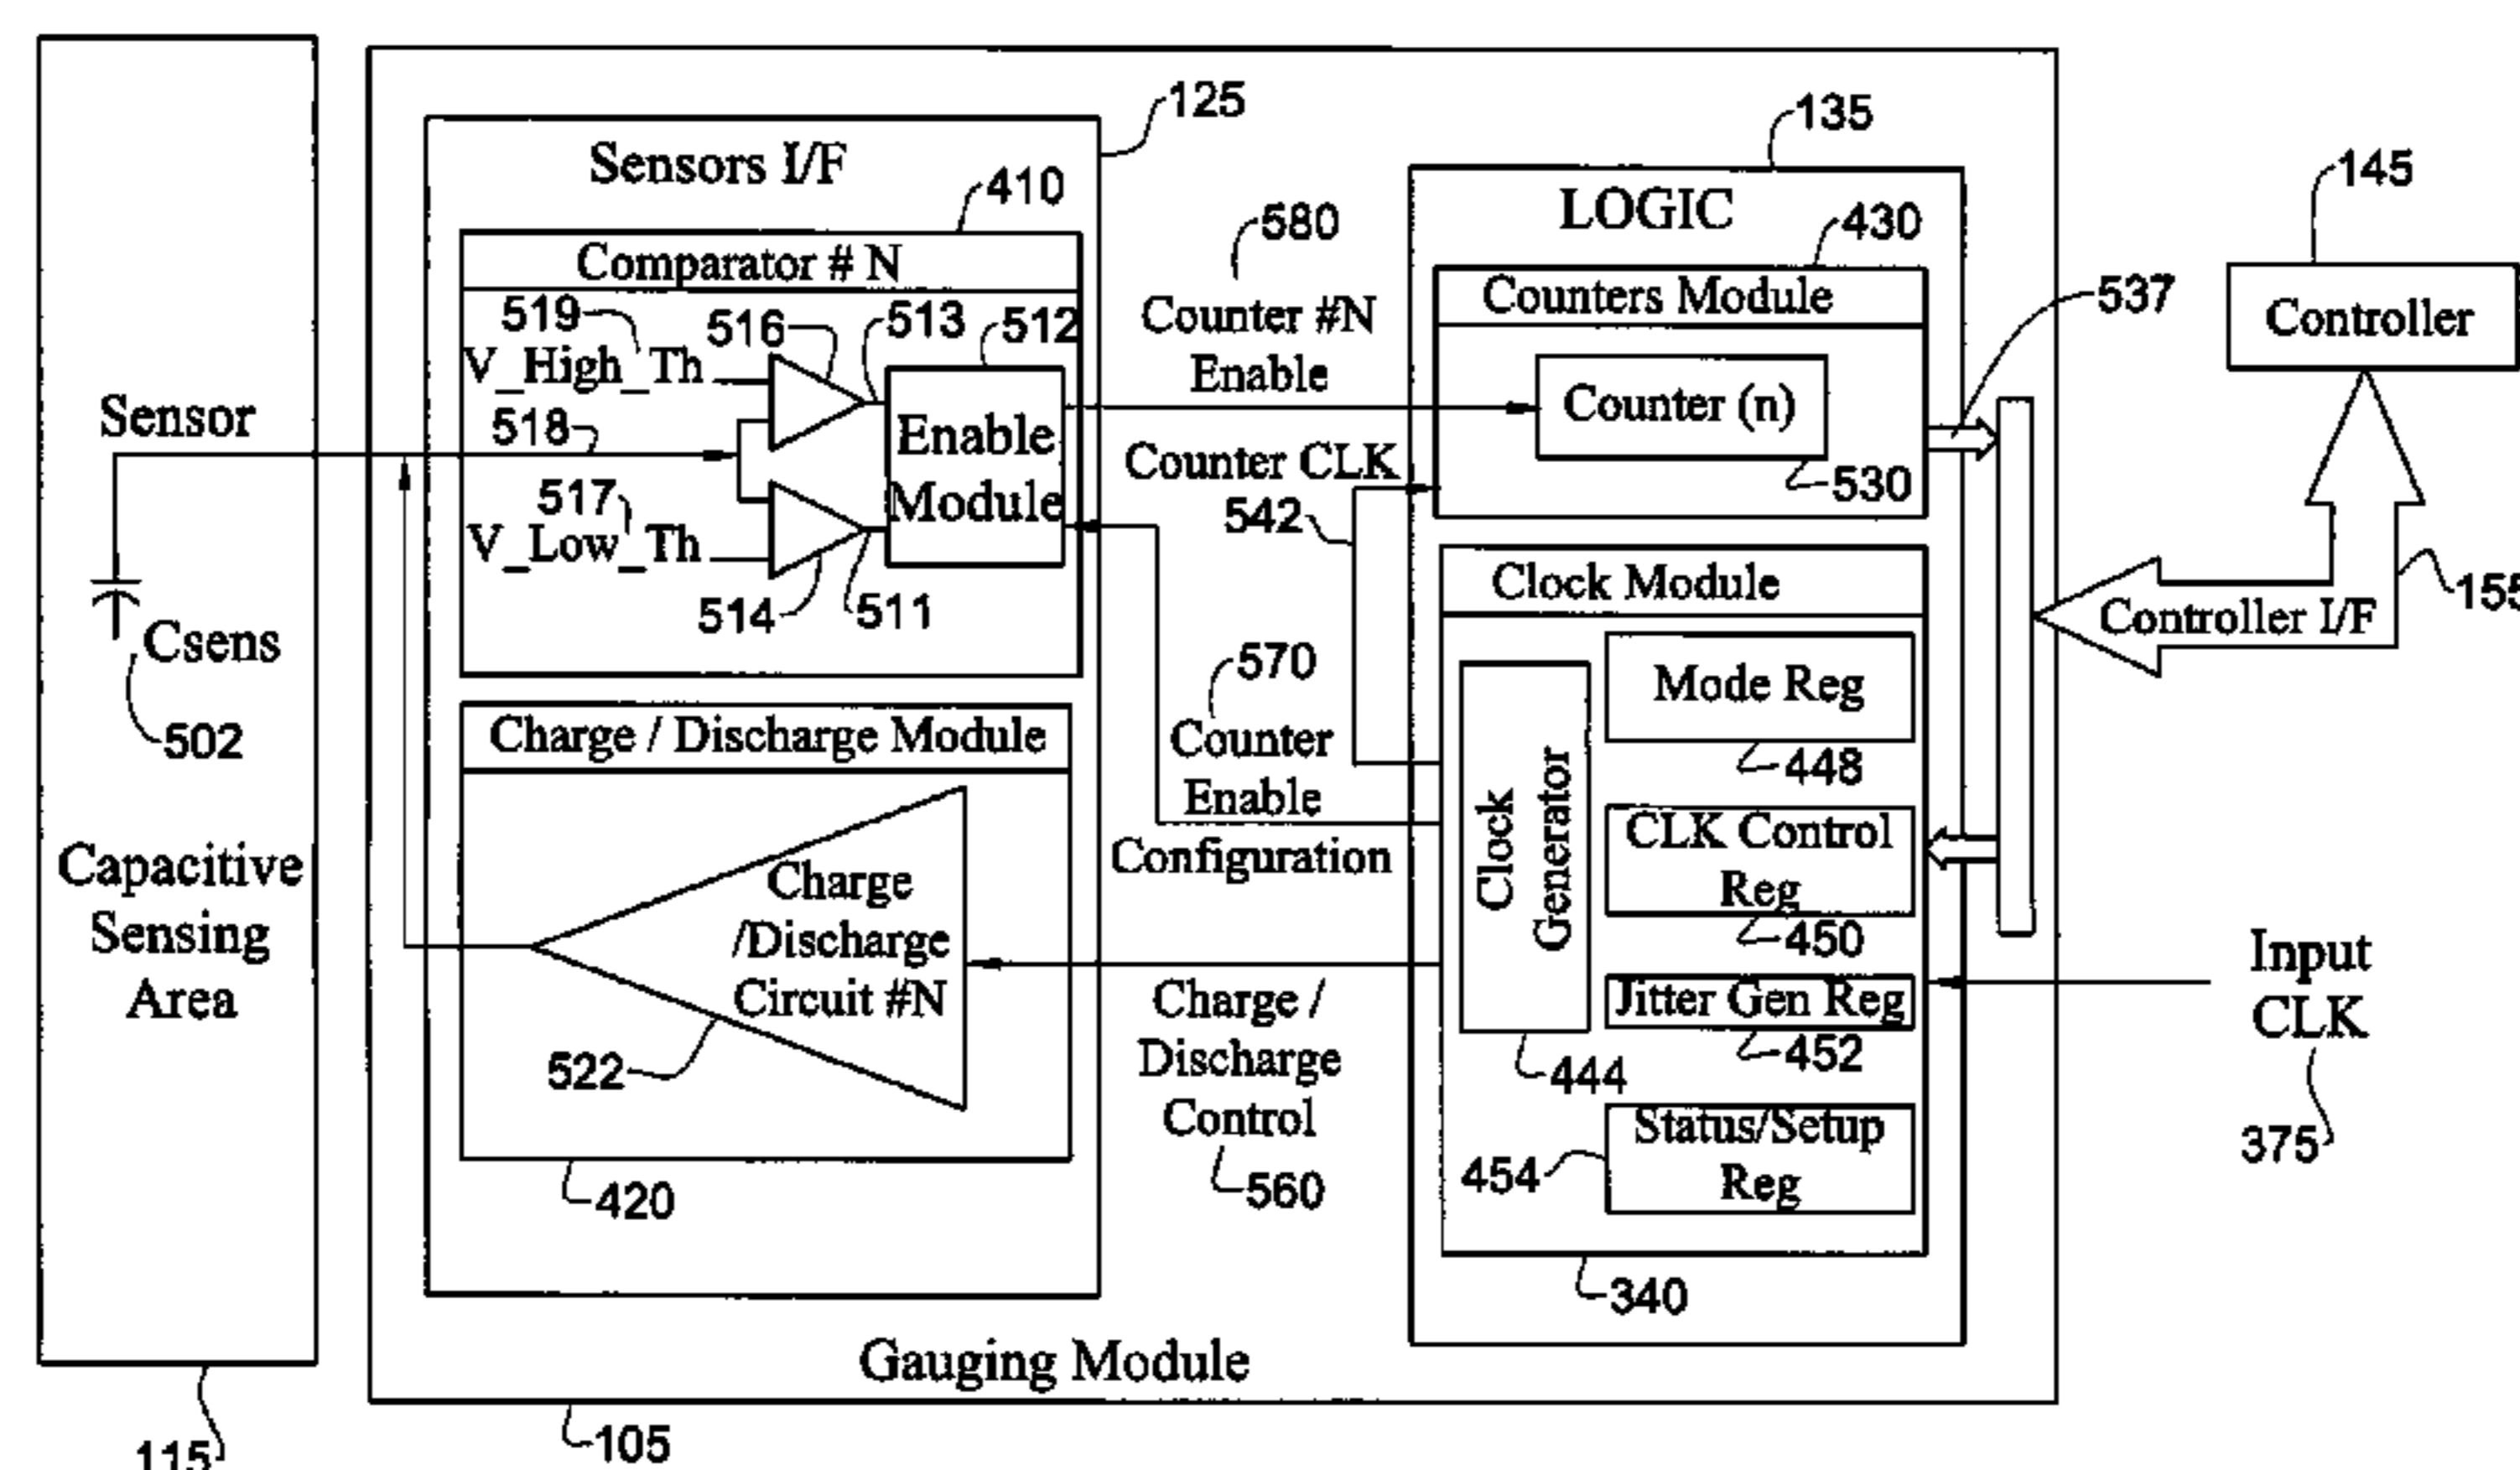 125
135
145
Sensors I/F
410
580
LOGIC
430
Comparator # N
Counters Module
537
519
516
513
512
Counter #N
Enable
Controller
V_High_Th
Counter (n)
Sensor
518
Enable
Module
Counter CLK
542
530
517
V_Low_Th
514
511
Clock Module
155
Controller I/F
Csens
502
570
Mode Reg
448
Charge / Discharge Module
Counter
Enable
Configuration
Clock
Generator
CLK Control
Reg
450
Capacitive
Sensing
Area
Charge
/Discharge
Circuit #N
522
Charge /
Discharge
Control
560
Jitter Gen Reg
452
Input
CLK
375
444
Status/Setup
Reg
454
420
340
Gauging Module
105
115